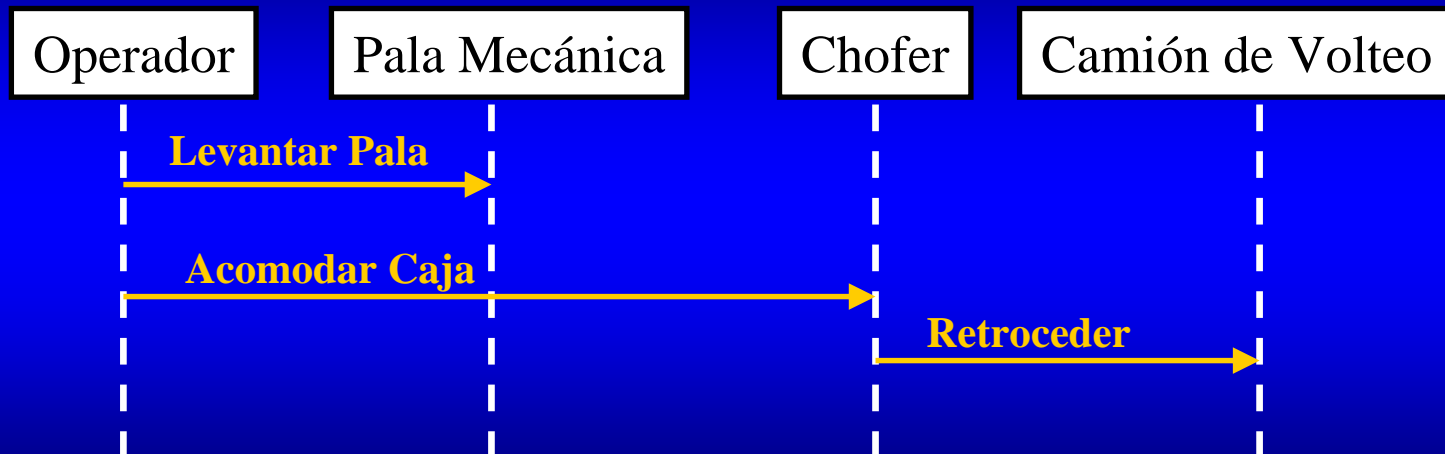 Operador
Pala Mecánica
Chofer
Camión de Volteo
Levantar Pala
Acomodar Caja
Retroceder